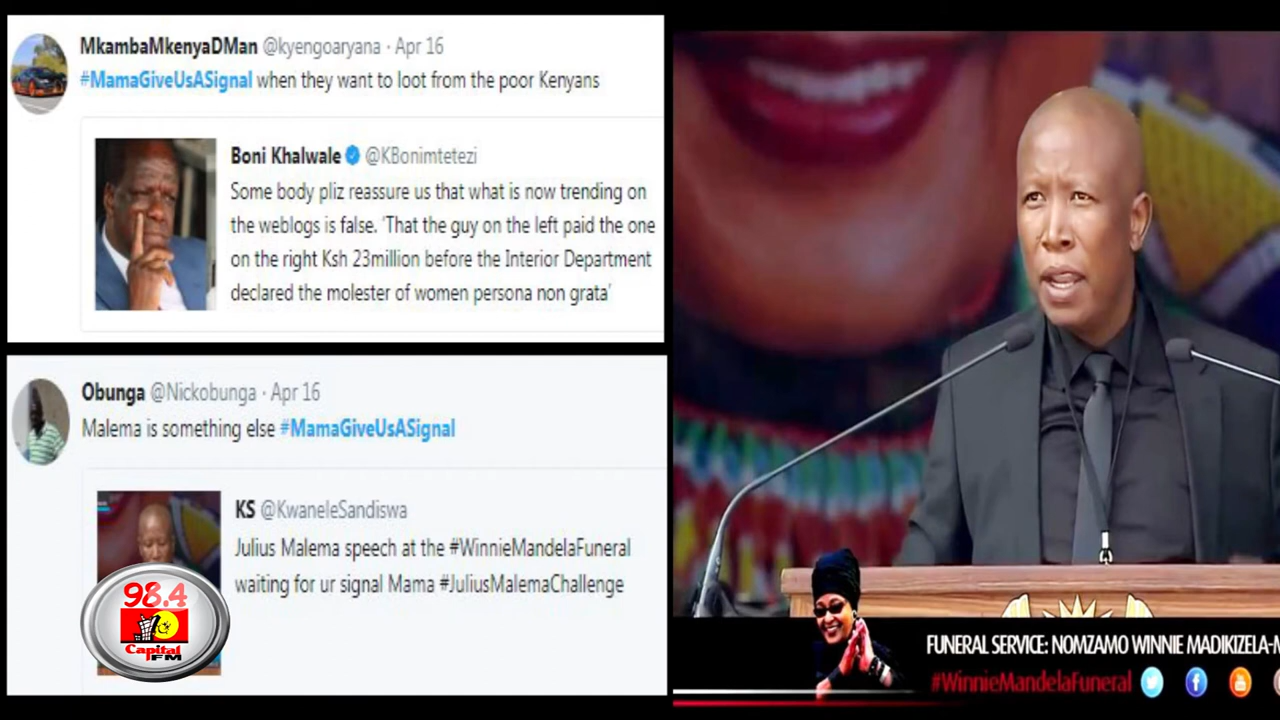 MkambaMkenyaDMan @kyengoaryana · Apr 16
#MamaGiveUsASignal when they want to loot from the poor Kenyans
Boni Khalwale @KBonimtetezi
Some body pliz reassure us that what is now trending on
the weblogs is false. 'That the guy on the left paid the one
on the right Ksh 23million before the Interior Department
declared the molester of women persona non grata'
Obunga @Nickobunga · Apr 16
Malema is something else #MamaGiveUsASignal
KS @KwaneleSandiswa
Julius Malema speech at the #WinnieMandelaFuneral
waiting for ur signal Mama #JuliusMalemaChallenge
98.4
Capital
FM
FUNERAL SERVICE: NOMZAMO WINNIE MADIKIZELA-M
#WinnieMandelaFuneral